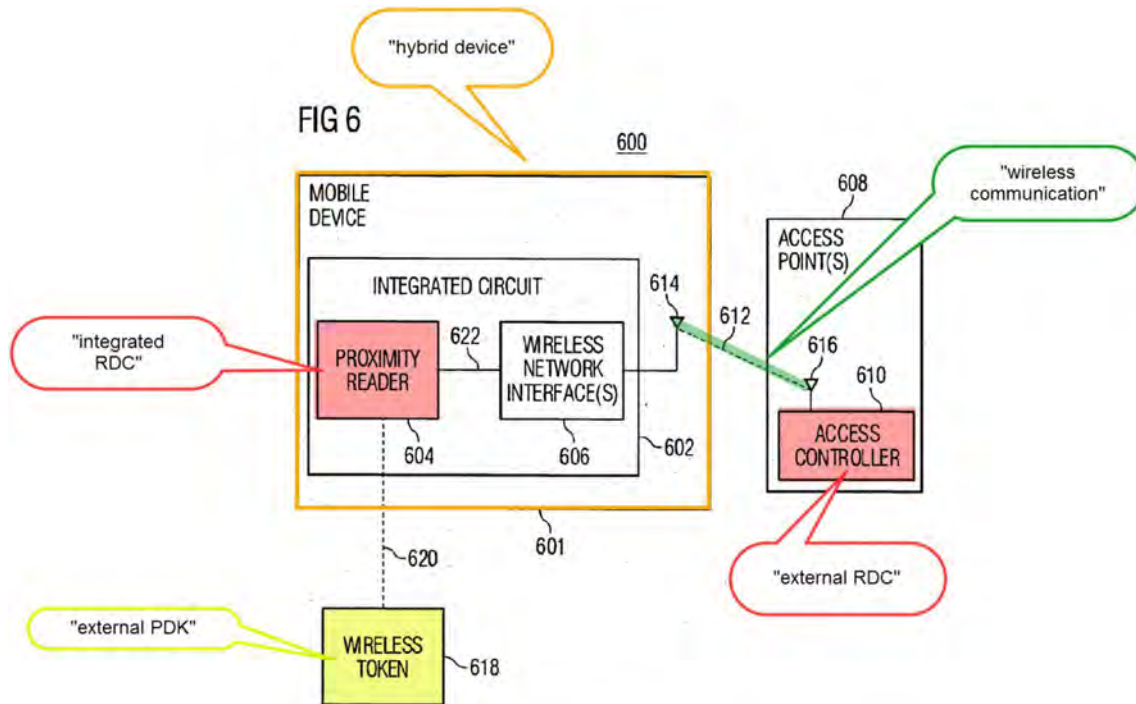 "hybrid device"
FIG 6
600
"wireless
communication"
608
MOBILE
DEVICE
ACCESS
POINT(S)
INTEGRATED CIRCUIT
614
612
"integrated
RDC"
PROXIMITY
READER
622
WIRELESS
NETWORK
INTERFACE(S)
616
610
604
606
602
ACCESS
CONTROLLER
601
620
"external RDC"
"external PDK"
WIRELESS
TOKEN
618